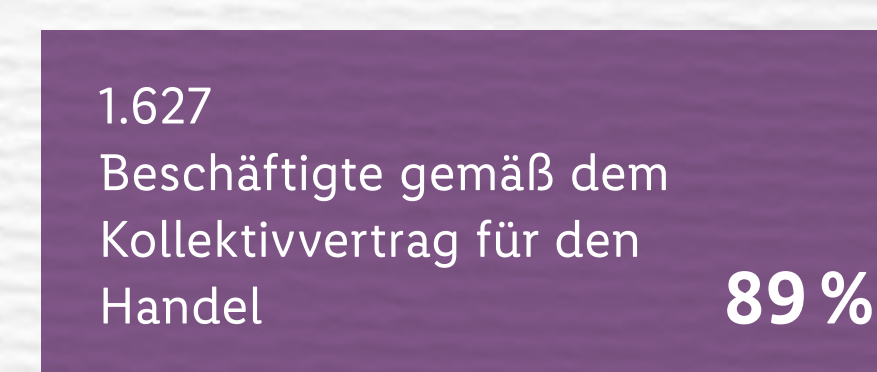 1.627
Beschäftigte gemäß dem
Kollektivvertrag für den
Handel
89 %